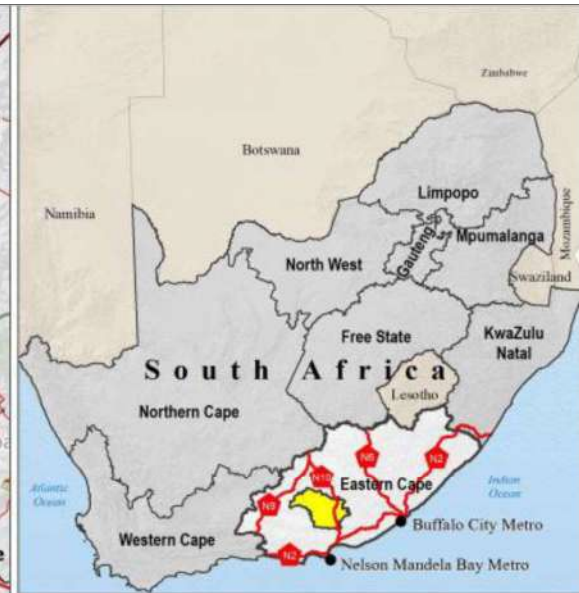 Zimbabwe
Botswana
Limpopo
Namibia
Mpumalanga
Mozambique
Gauteng
North West
Swaziland
Free State
KwaZulu
Natal
South Africa
Lesotho
Northern Cape
N6
N2
N10
Eastern Cape
N9
Atlantic
Ocean
Indian
Ocean
Western Cape
Buffalo City Metro
N2
Nelson Mandela Bay Metro